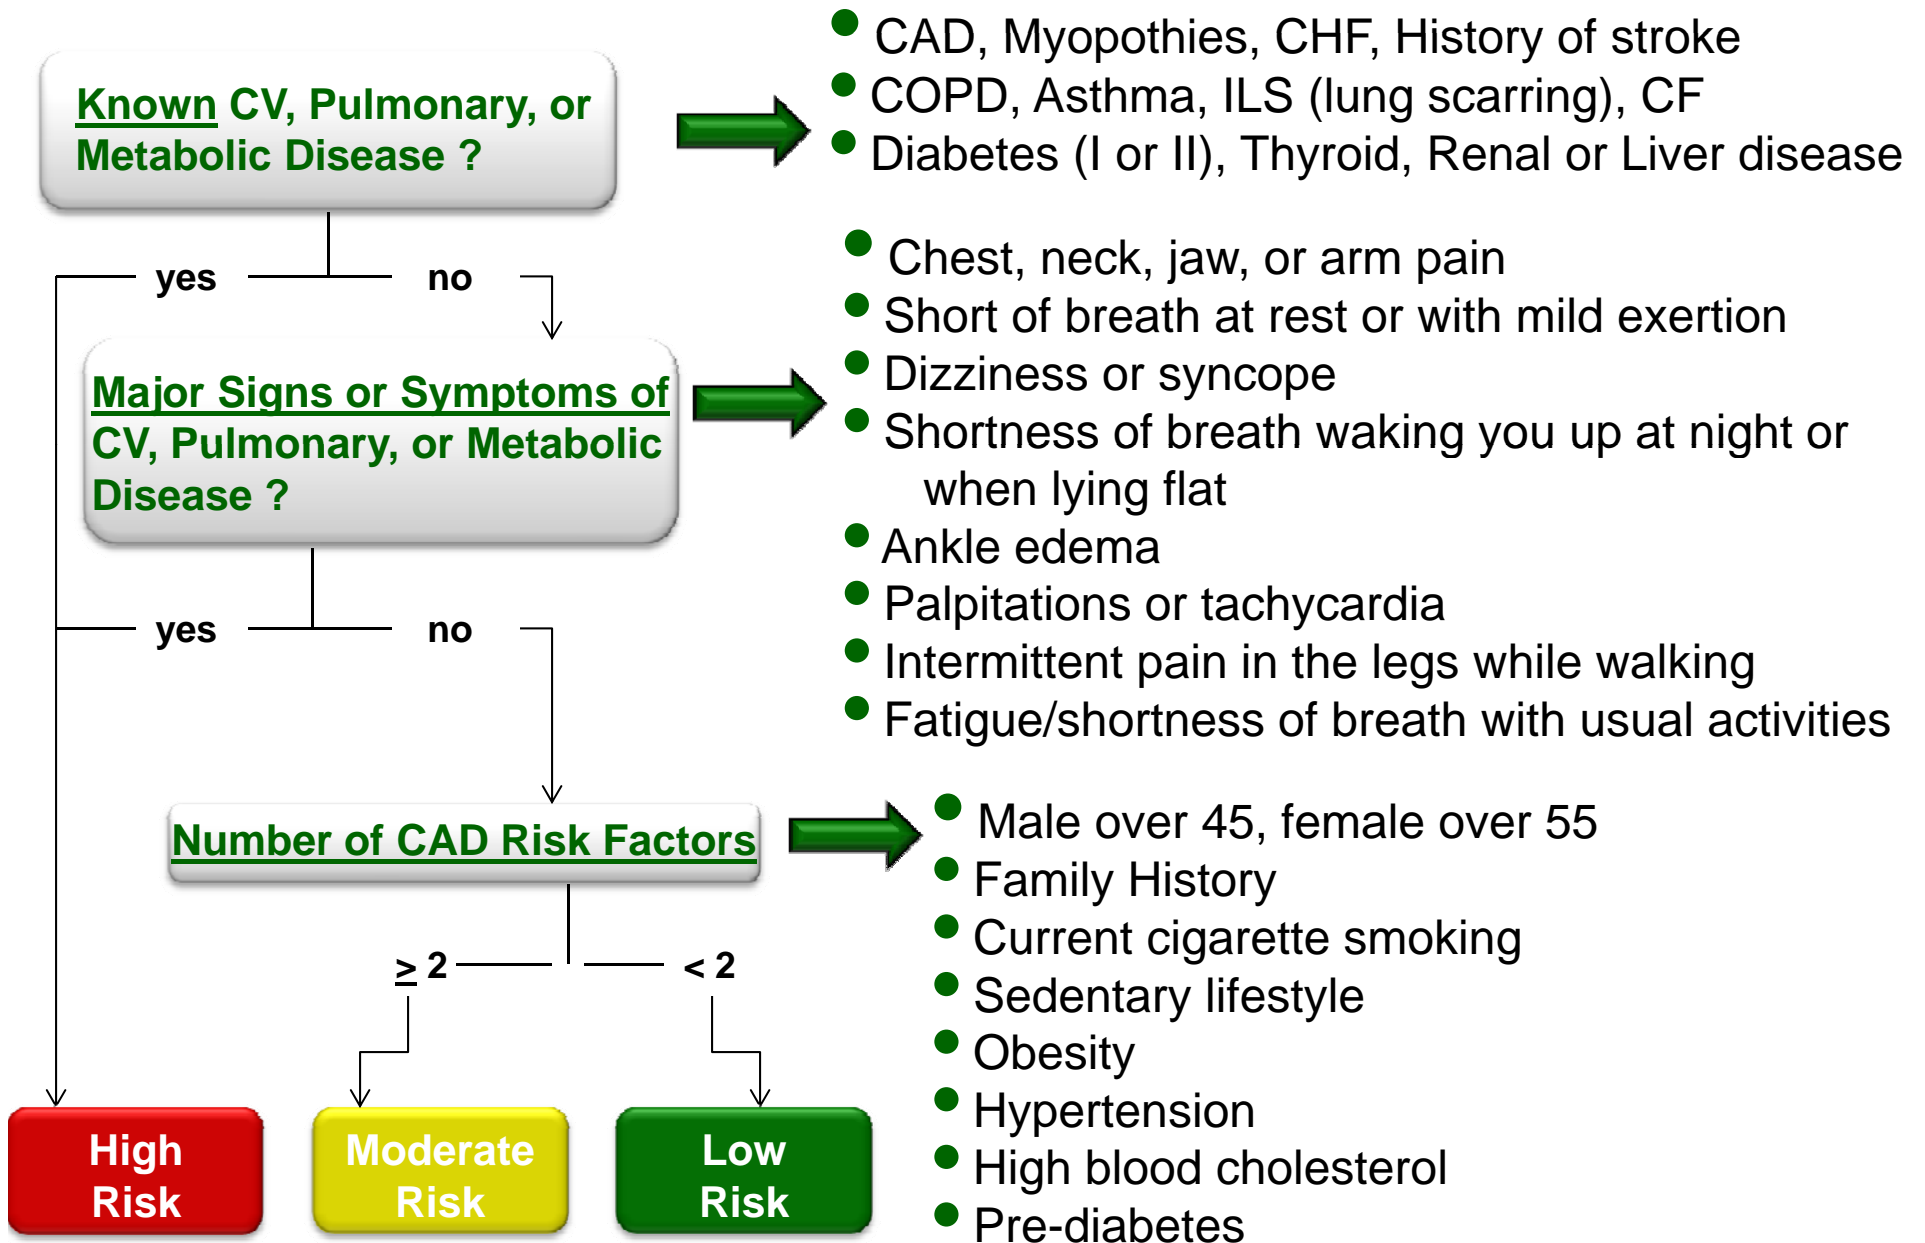 Known CV, Pulmonary, or
Metabolic Disease ?
CAD, Myopothies, CHF, History of stroke
COPD, Asthma, ILS (lung scarring), CF
Diabetes (I or II), Thyroid, Renal or Liver disease
yes
no
Major Signs or Symptoms of
CV, Pulmonary, or Metabolic
Disease ?
Chest, neck, jaw, or arm pain
Short of breath at rest or with mild exertion
Dizziness or syncope
Shortness of breath waking you up at night or
when lying flat
Ankle edema
Palpitations or tachycardia
Intermittent pain in the legs while walking
Fatigue/shortness of breath with usual activities
yes
no
Number of CAD Risk Factors
Male over 45, female over 55
Family History
Current cigarette smoking
Sedentary lifestyle
Obesity
Hypertension
High blood cholesterol
Pre-diabetes
≥ 2
< 2
High
Risk
Moderate
Risk
Low
Risk